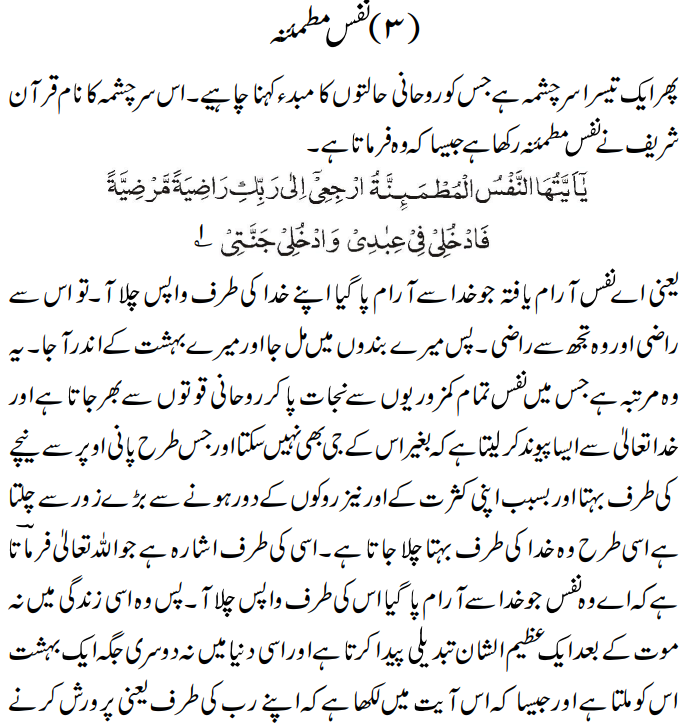 (۳) نفس مطمئنہ
پھر ایک تیسرا سرچشمہ ہے جس کو روحانی حالتوں کا مبدء کہنا چاہیے۔ اس سرچشمہ کا نام قرآن
شریف نے نفس مطمئنہ رکھا ہے جیسا کہ وہ فرماتا ہے۔
يٰۤاَيَّتُهَا النَّفْسُ الْمُطْمَىِٕنَّةُ ارْجِعِيْۤ اِلٰى رَبِّكِ رَاضِيَةً مَّرْضِيَّةً
فَادْخُلِيْ فِيْ عِبٰدِيْ وَادْخُلِيْ جَنَّتِيْ ۱؎
یعنی اے نفس آرام یافتہ جو خدا سے آرام پا گیا اپنے خدا کی طرف واپس چلا آ۔ تو اس سے
راضی اور وہ تجھ سے راضی۔ پس میرے بندوں میں مل جا اور میرے بہشت کے اندر آ جا۔ یہ
وہ مرتبہ ہے جس میں نفس تمام کمزوریوں سے نجات پا کر روحانی قوتوں سے بھر جاتا ہے اور
خدا تعالیٰ سے ایسا پیوند کر لیتا ہے کہ بغیر اس کے جی بھی نہیں سکتا اور جس طرح پانی اوپر سے نیچے
کی طرف بہتا اور بسبب اپنی کثرت کے اور نیز روکوں کے دور ہونے سے بڑے زور سے چلتا
ہے اسی طرح وہ خدا کی طرف بہتا چلا جاتا ہے۔ اسی کی طرف اشارہ ہے جو اللہ تعالیٰ فرماتا
ہے کہ اے وہ نفس جو خدا سے آرام پا گیا اس کی طرف واپس چلا آ۔ پس وہ اسی زندگی میں نہ
موت کے بعد ایک عظیم الشان تبدیلی پیدا کرتا ہے اور اسی دنیا میں نہ دوسری جگہ ایک بہشت
اس کو ملتا ہے اور جیسا کہ اس آیت میں لکھا ہے کہ اپنے رب کی طرف یعنی پرورش کرنے